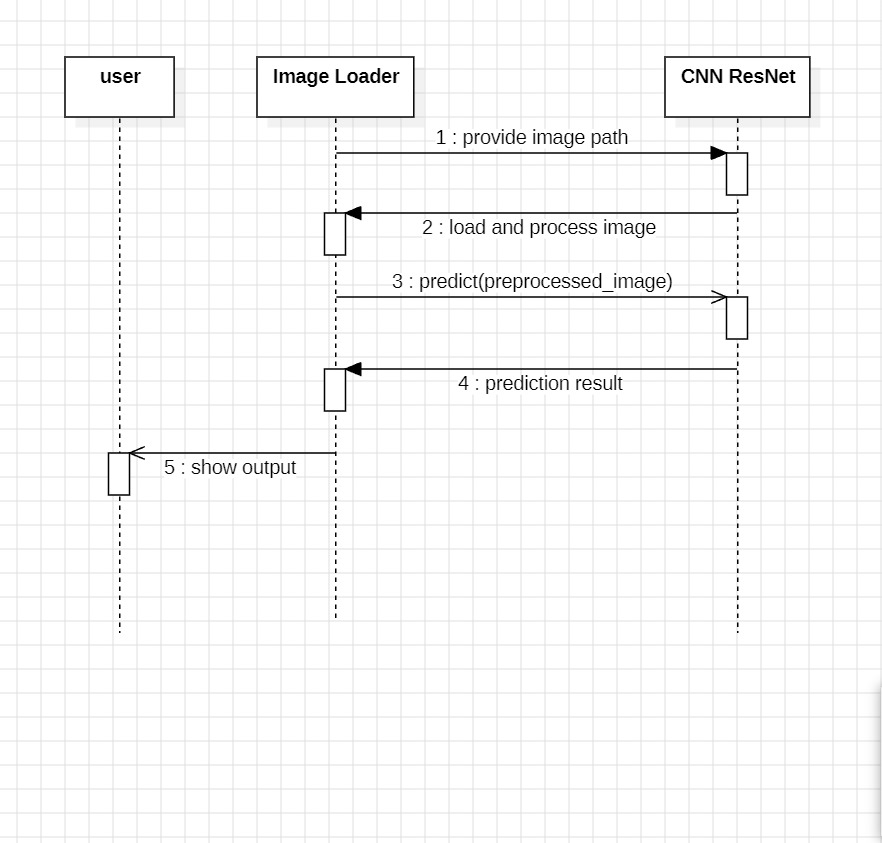 user
Image Loader
CNN ResNet
1 : provide image path
2 : load and process image
3 : predict(preprocessed_image)
4 : prediction result
5 : show output